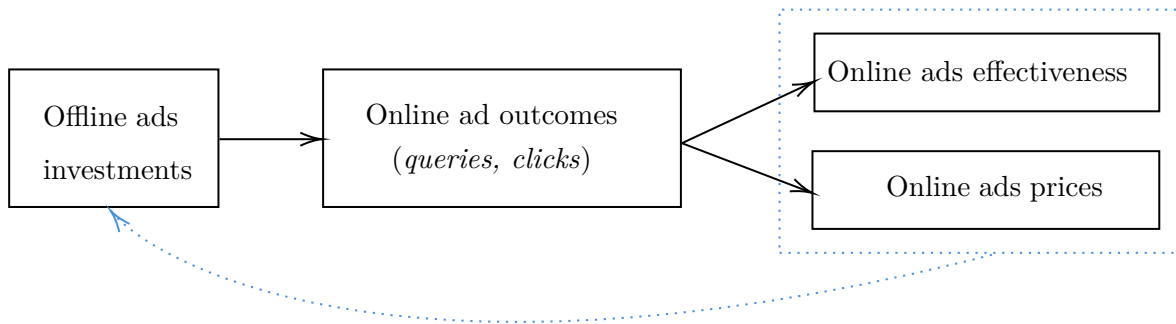 Offline ads
investments
Online ad outcomes
(queries, clicks)
Online ads effectiveness
Online ads prices